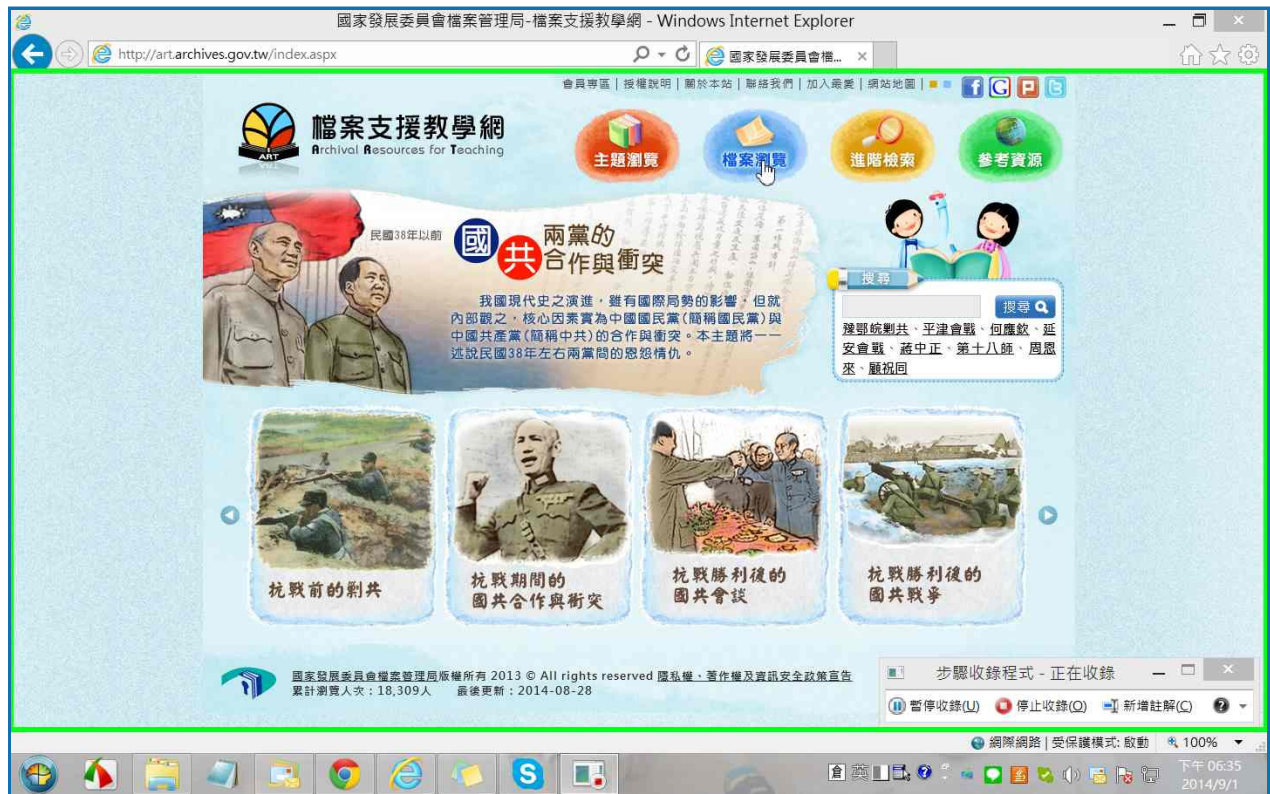 國家發展委員會檔案管理局-檔案支援教學網 - Windows Internet Explorer
http://art.archives.gov.tw/index.aspx
國家發展委員會檔...
會員專區 | 授權說明 | 關於本站 | 聯絡我們 | 加入最愛 | 網站地圖 |
ART
檔案支援教學網
Archival Resources for Teaching
主題瀏覽
檔案瀏覽
進階檢索
參考資源
民國38年以前
國共兩黨的
合作與衝突
我國現代史之演進，雖有國際局勢的影響，但就
內部觀之，核心因素實為中國國民黨(簡稱國民黨)與
中國共產黨(簡稱中共)的合作與衝突。本主題將一一
述說民國38年左右兩黨間的恩怨情仇。
搜尋
搜尋
豫鄂皖剿共、平津會戰、何應欽、延
安會戰、蔣中正、第十八師、周恩
來、顧祝同
抗戰前的剿共
抗戰期間的
國共合作與衝突
抗戰勝利後的
國共會談
抗戰勝利後的
國共戰爭
國家發展委員會檔案管理局版權所有 2013 © All rights reserved 隱私權、著作權及資訊安全政策宣告
累計瀏覽人次：18,309人 最後更新：2014-08-28
步驟收錄程式 - 正在收錄
暫停收錄(U) 停止收錄(O) 新增註解(C)
網際網路 | 受保護模式: 啟動 100%
英
下午 06:35
2014/9/1